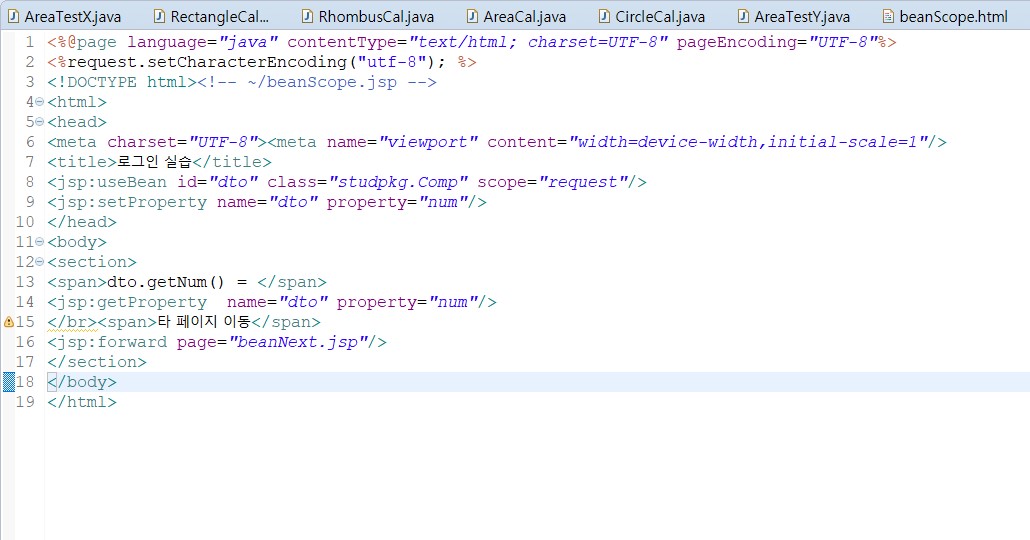 AreaTestX.java RectangleCal... RhombusCal.java AreaCal.java CircleCal.java AreaTestY.java beanScope.html
1 <%@page language="java" contentType="text/html; charset=UTF-8" pageEncoding="UTF-8"%>
2 <%request.setCharacterEncoding("utf-8"); %>
3 <!DOCTYPE html><!-- ~/beanScope.jsp -->
4 <html>
5 <head>
6 <meta charset="UTF-8"><meta name="viewport" content="width=device-width,initial-scale=1"/>
7 <title>로그인 실습</title>
8 <jsp:useBean id="dto" class="studpkg.Comp" scope="request"/>
9 <jsp:setProperty name="dto" property="num"/>
10 </head>
11 <body>
12 <section>
13 <span>dto.getNum() = </span>
14 <jsp:getProperty  name="dto" property="num"/>
15 </br><span>타 페이지 이동</span>
16 <jsp:forward page="beanNext.jsp"/>
17 </section>
18 </body>
19 </html>